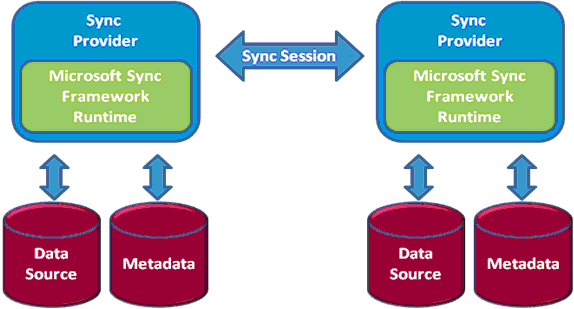 Sync
Provider
Microsoft Sync
Framework
Runtime
Sync Session
Sync
Provider
Microsoft Sync
Framework
Runtime
Data
Source
Metadata
Data
Source
Metadata